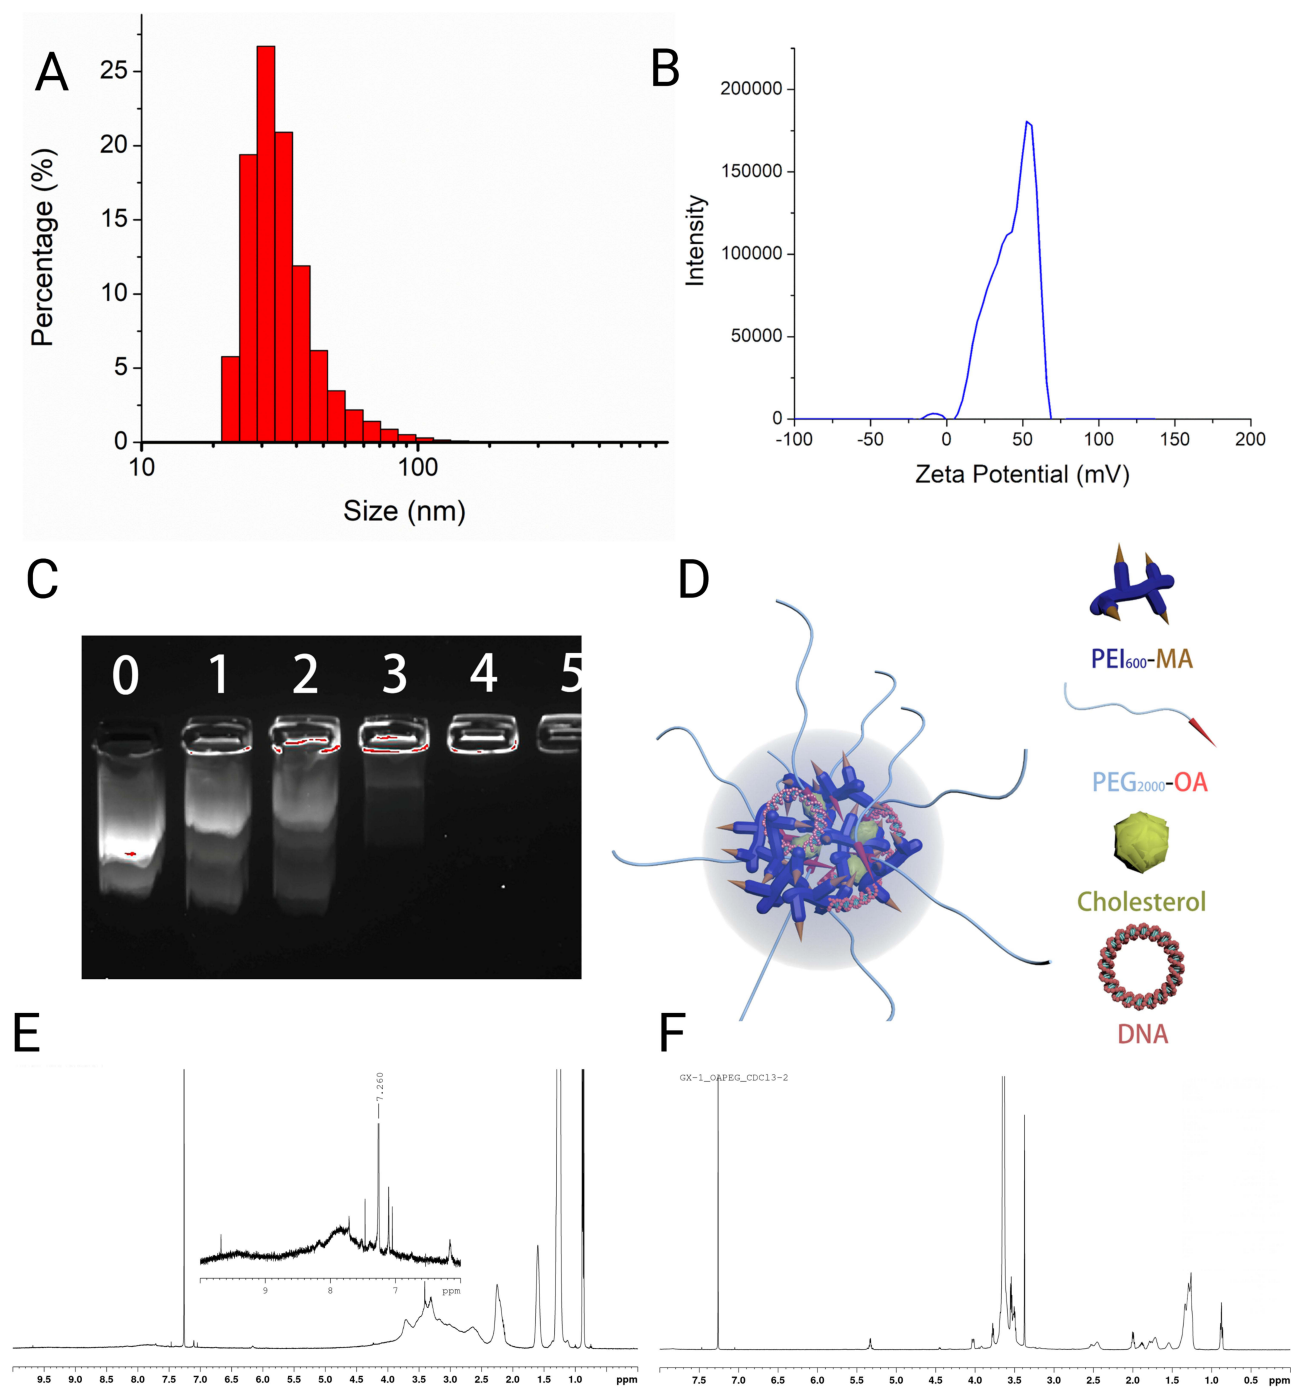 A
Percentage (%)
25
20
15
10
5
0
10
100
Size (nm)
B
Intensity
200000
150000
100000
50000
0
-100
-50
0
50
100
150
200
Zeta Potential (mV)
C
0 1 2 3 4 5
D
PEI600-MA
PEG2000-OA
Cholesterol
DNA
E
7.260
9 8 7 ppm
9.5 9.0 8.5 8.0 7.5 7.0 6.5 6.0 5.5 5.0 4.5 4.0 3.5 3.0 2.5 2.0 1.5 1.0 ppm
F
GX-1_OAPEG_CDCl3-2
7.5 7.0 6.5 6.0 5.5 5.0 4.5 4.0 3.5 3.0 2.5 2.0 1.5 1.0 0.5 ppm